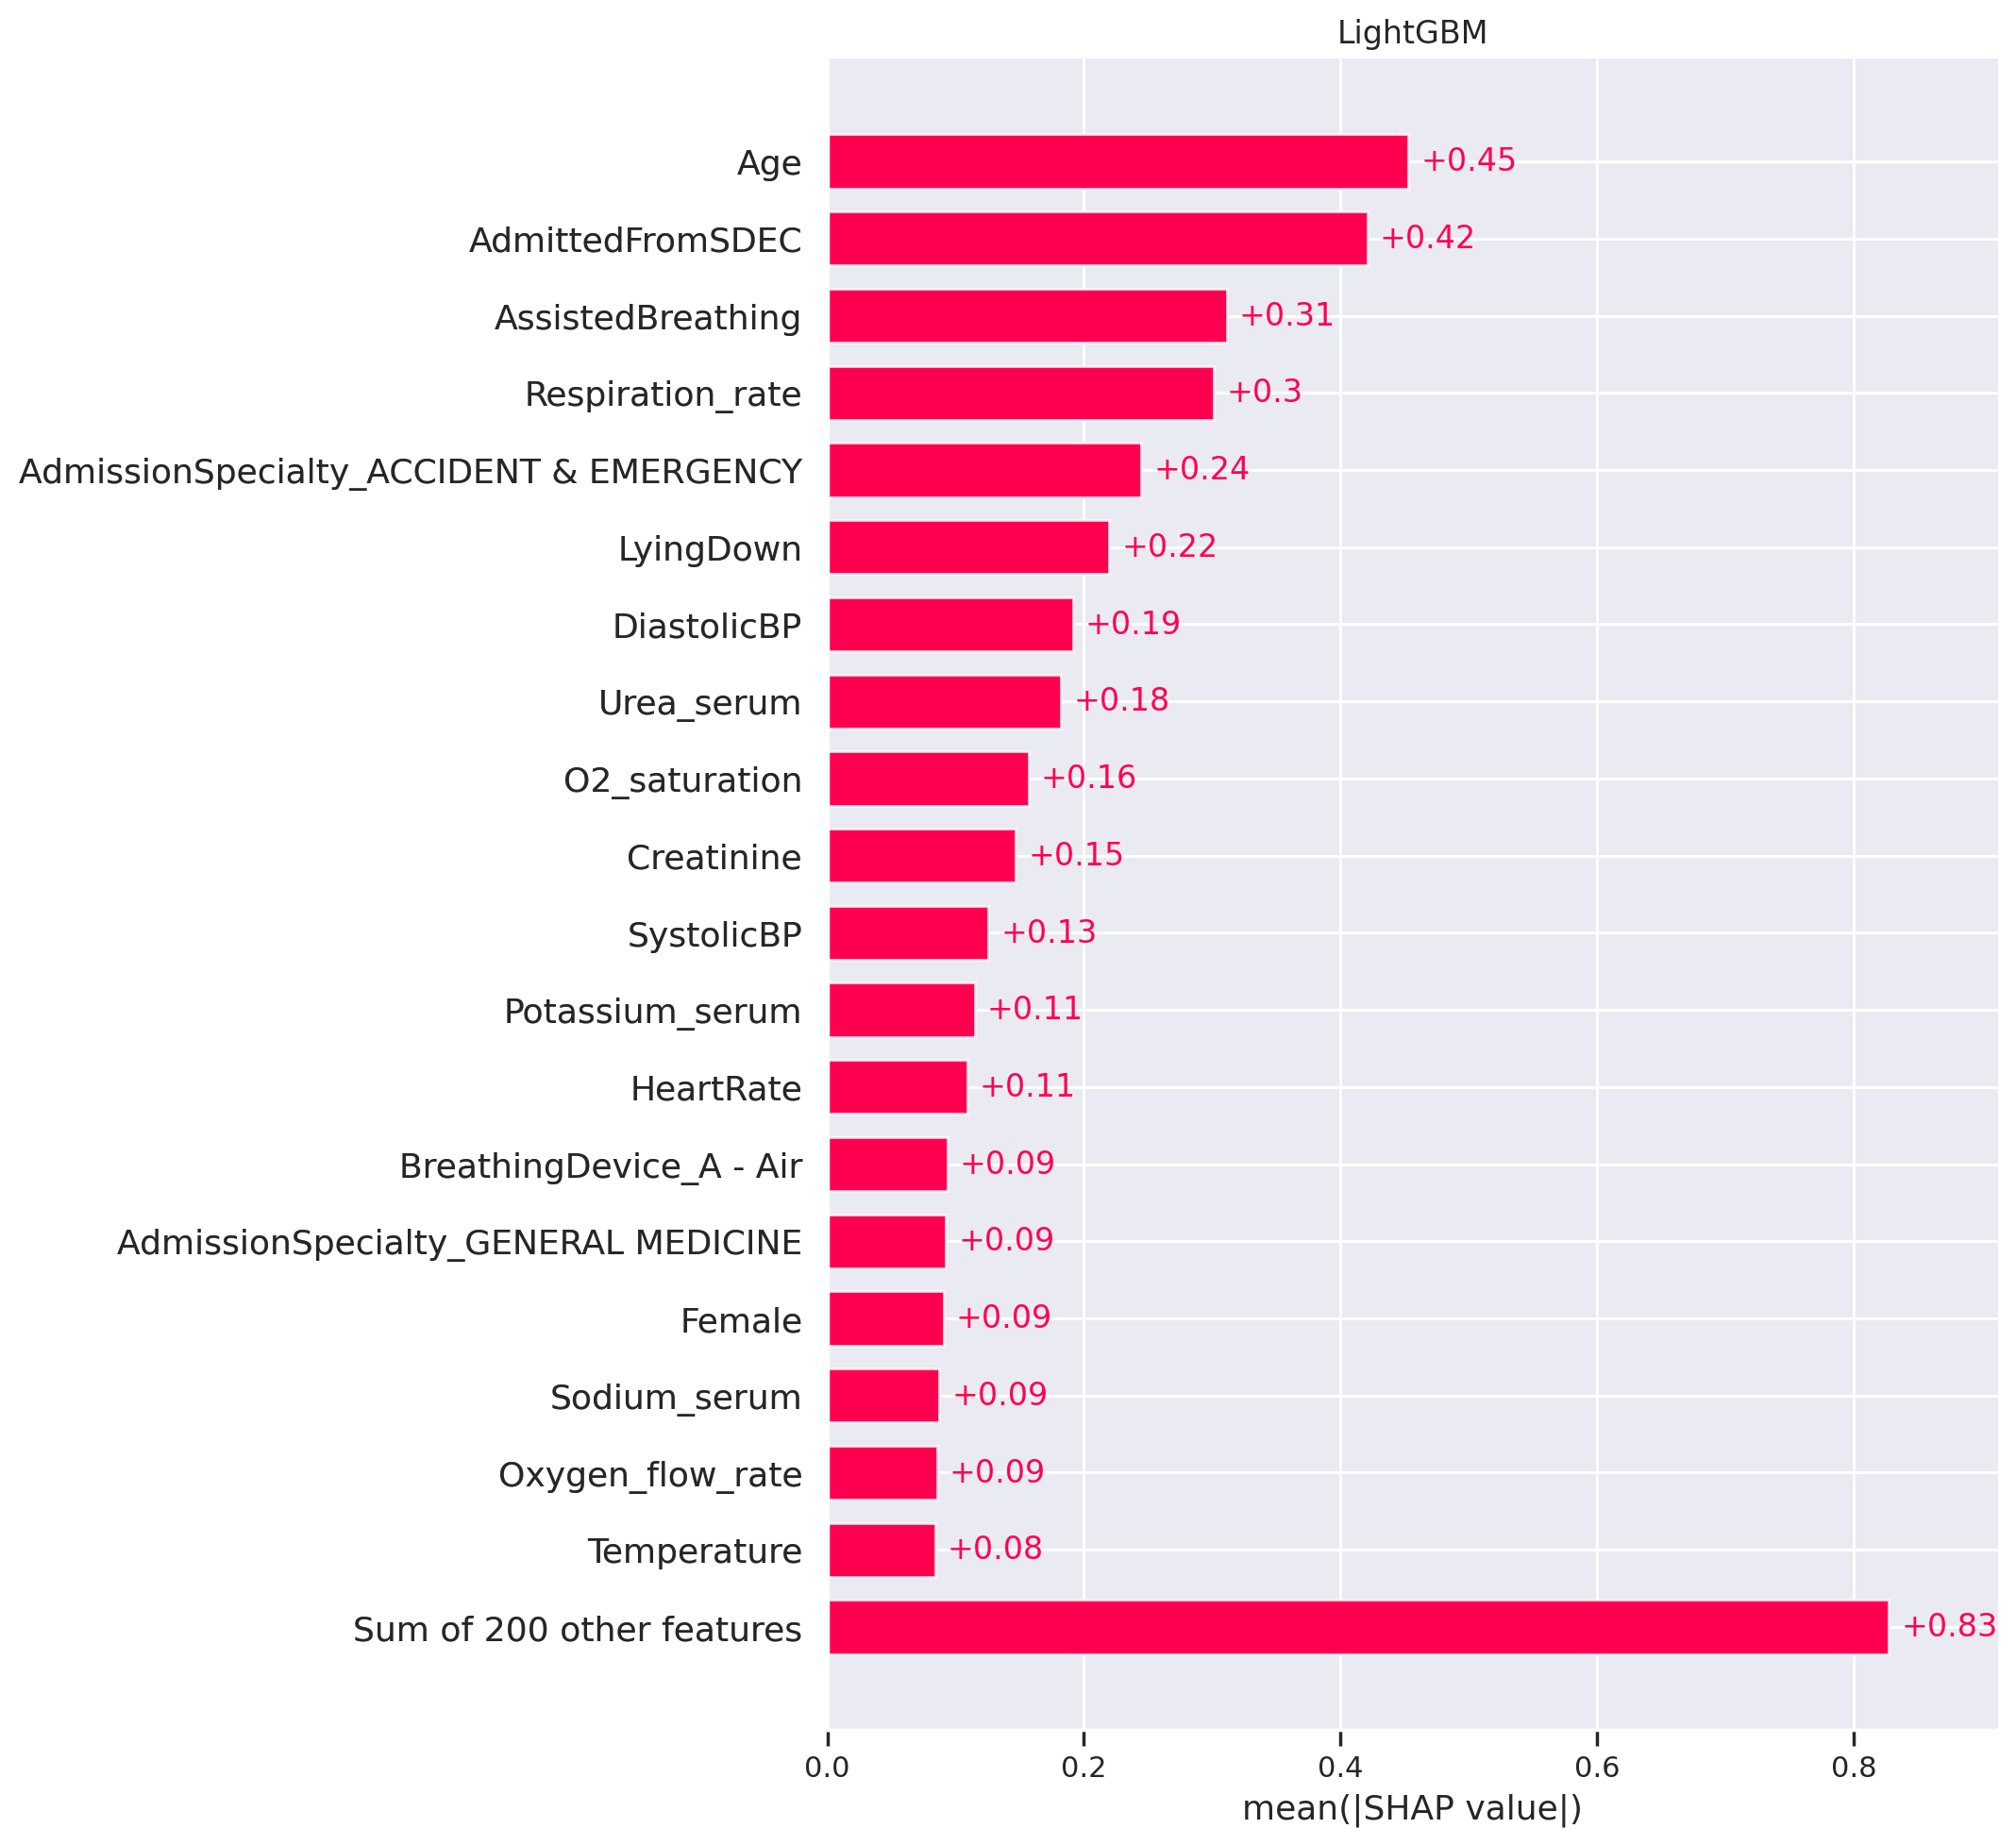 LightGBM
Age +0.45
AdmittedFromSDEC +0.42
AssistedBreathing +0.31
Respiration_rate +0.3
AdmissionSpecialty_ACCIDENT & EMERGENCY +0.24
LyingDown +0.22
DiastolicBP +0.19
Urea_serum +0.18
O2_saturation +0.16
Creatinine +0.15
SystolicBP +0.13
Potassium_serum +0.11
HeartRate +0.11
BreathingDevice_A - Air +0.09
AdmissionSpecialty_GENERAL MEDICINE +0.09
Female +0.09
Sodium_serum +0.09
Oxygen_flow_rate +0.09
Temperature +0.08
Sum of 200 other features +0.83
0.0 0.2 0.4 0.6 0.8
mean(|SHAP value|)